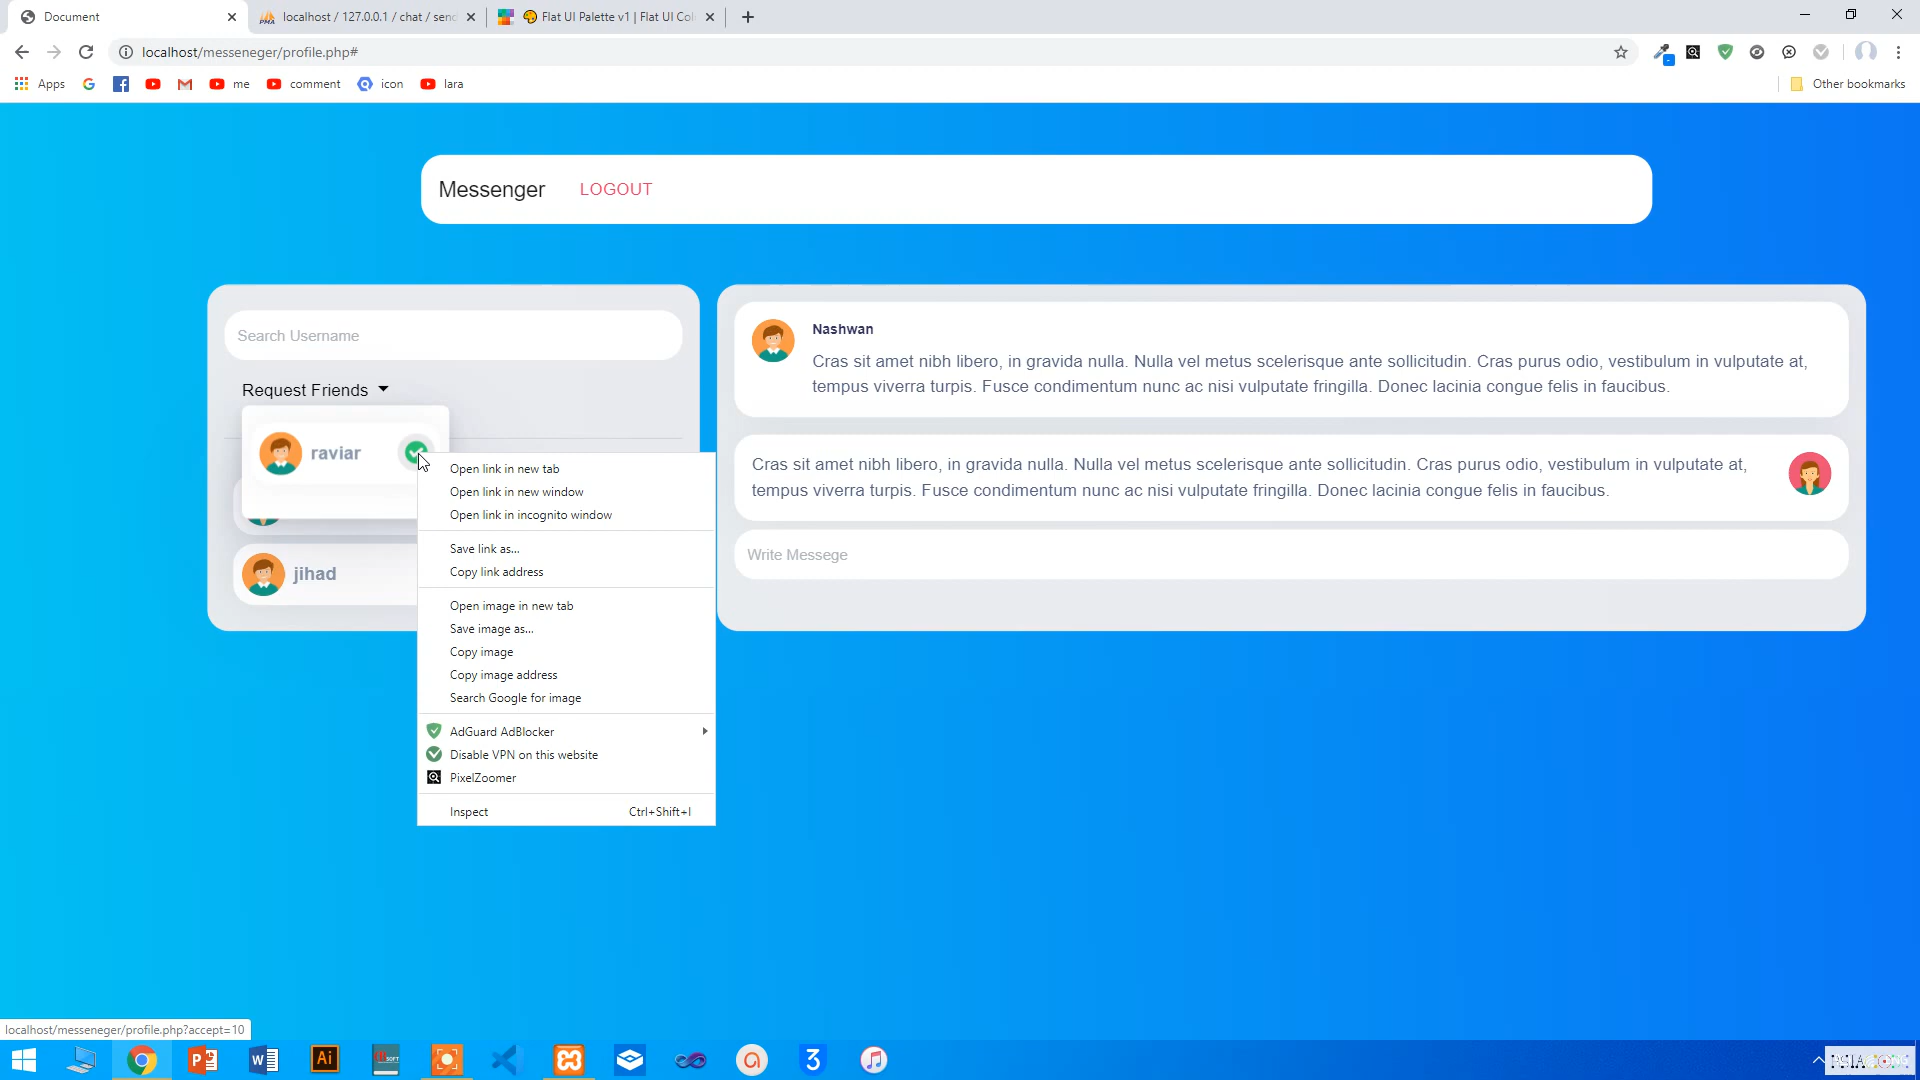 Document
localhost / 127.0.0.1 / chat / send
Flat UI Palette v1 | Flat UI Col
localhost/messeneger/profile.php#
Apps
me
comment
icon
lara
Other bookmarks
Messenger
LOGOUT
Search Username
Request Friends
raviar
jihad
Nashwan
Cras sit amet nibh libero, in gravida nulla. Nulla vel metus scelerisque ante sollicitudin. Cras purus odio, vestibulum in vulputate at,
tempus viverra turpis. Fusce condimentum nunc ac nisi vulputate fringilla. Donec lacinia congue felis in faucibus.
Cras sit amet nibh libero, in gravida nulla. Nulla vel metus scelerisque ante sollicitudin. Cras purus odio, vestibulum in vulputate at,
tempus viverra turpis. Fusce condimentum nunc ac nisi vulputate fringilla. Donec lacinia congue felis in faucibus.
Write Messege
Open link in new tab
Open link in new window
Open link in incognito window
Save link as...
Copy link address
Open image in new tab
Save image as...
Copy image
Copy image address
Search Google for image
AdGuard AdBlocker
Disable VPN on this website
PixelZoomer
Inspect Ctrl+Shift+I
localhost/messeneger/profile.php?accept=10